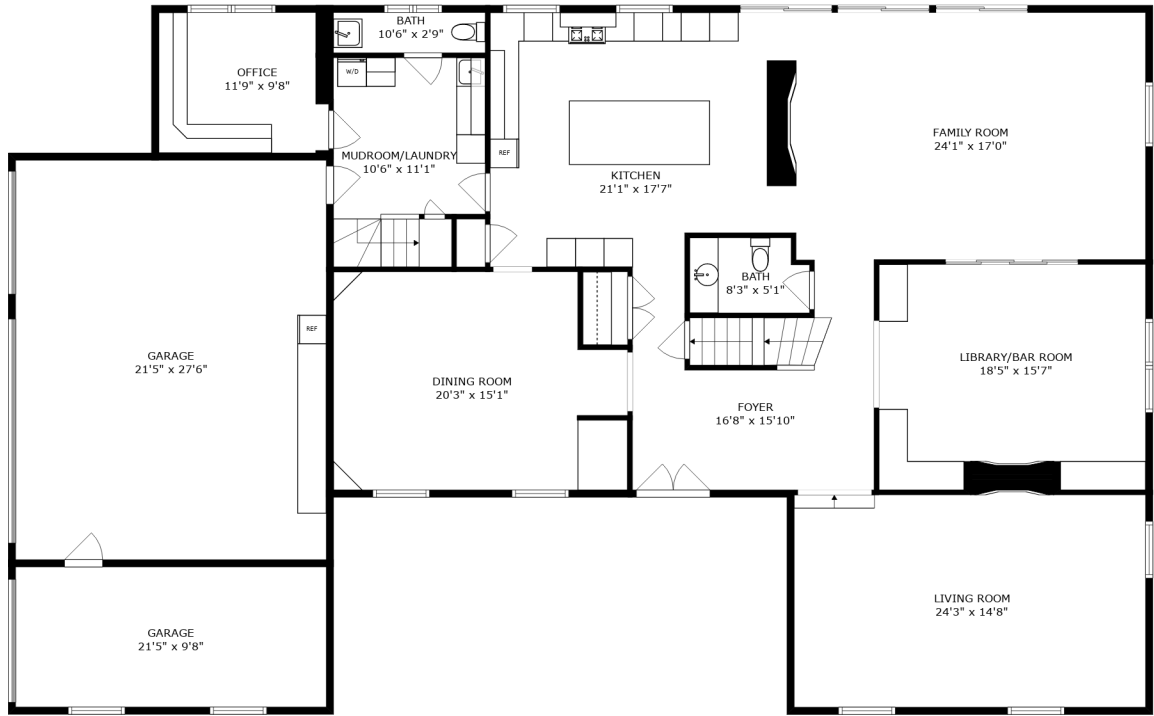 BATH
10'6" x 2'9"
OFFICE
11'9" x 9'8"
W/D
MUDROOM/LAUNDRY
10'6" x 11'1"
REF
KITCHEN
21'1" x 17'7"
FAMILY ROOM
24'1" x 17'0"
BATH
8'3" x 5'1"
REF
GARAGE
21'5" x 27'6"
DINING ROOM
20'3" x 15'1"
FOYER
16'8" x 15'10"
LIBRARY/BAR ROOM
18'5" x 15'7"
GARAGE
21'5" x 9'8"
LIVING ROOM
24'3" x 14'8"